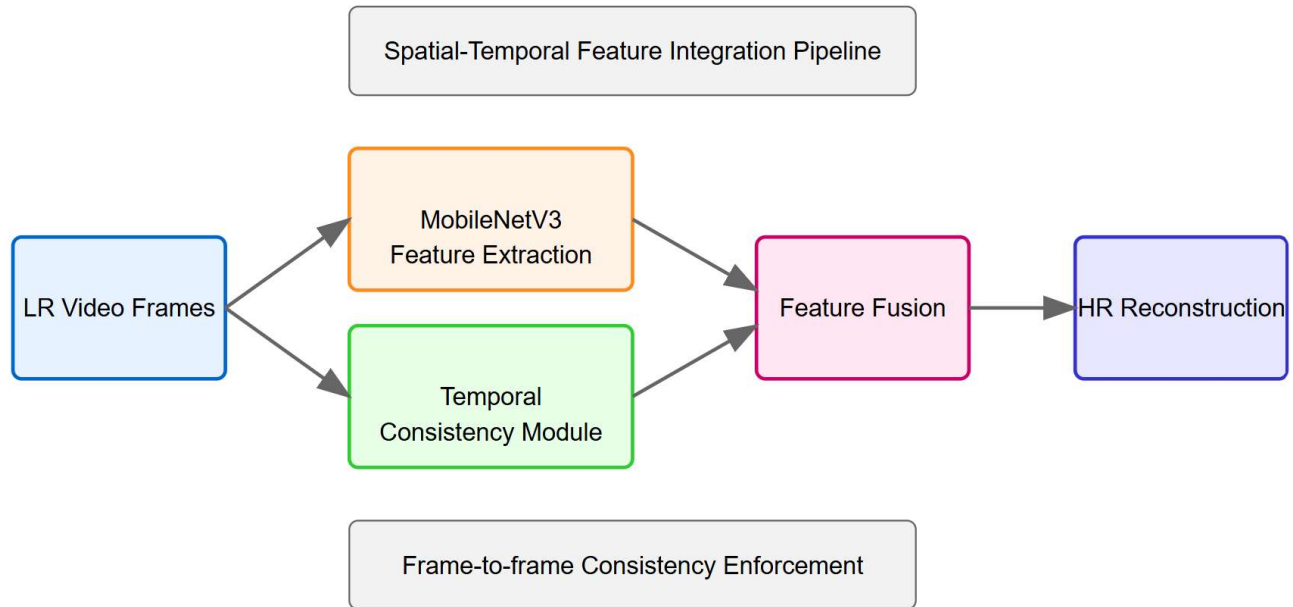 Spatial-Temporal Feature Integration Pipeline
MobileNetV3
Feature Extraction
LR Video Frames
Feature Fusion
HR Reconstruction
Temporal
Consistency Module
Frame-to-frame Consistency Enforcement